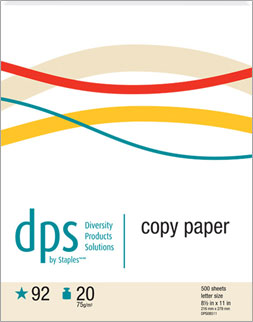 dps
Diversity
Products
Solutions
by Staples
copy paper
92
20
75g/m²
500 sheets
letter size
8½ in x 11 in
216 mm x 279 mm